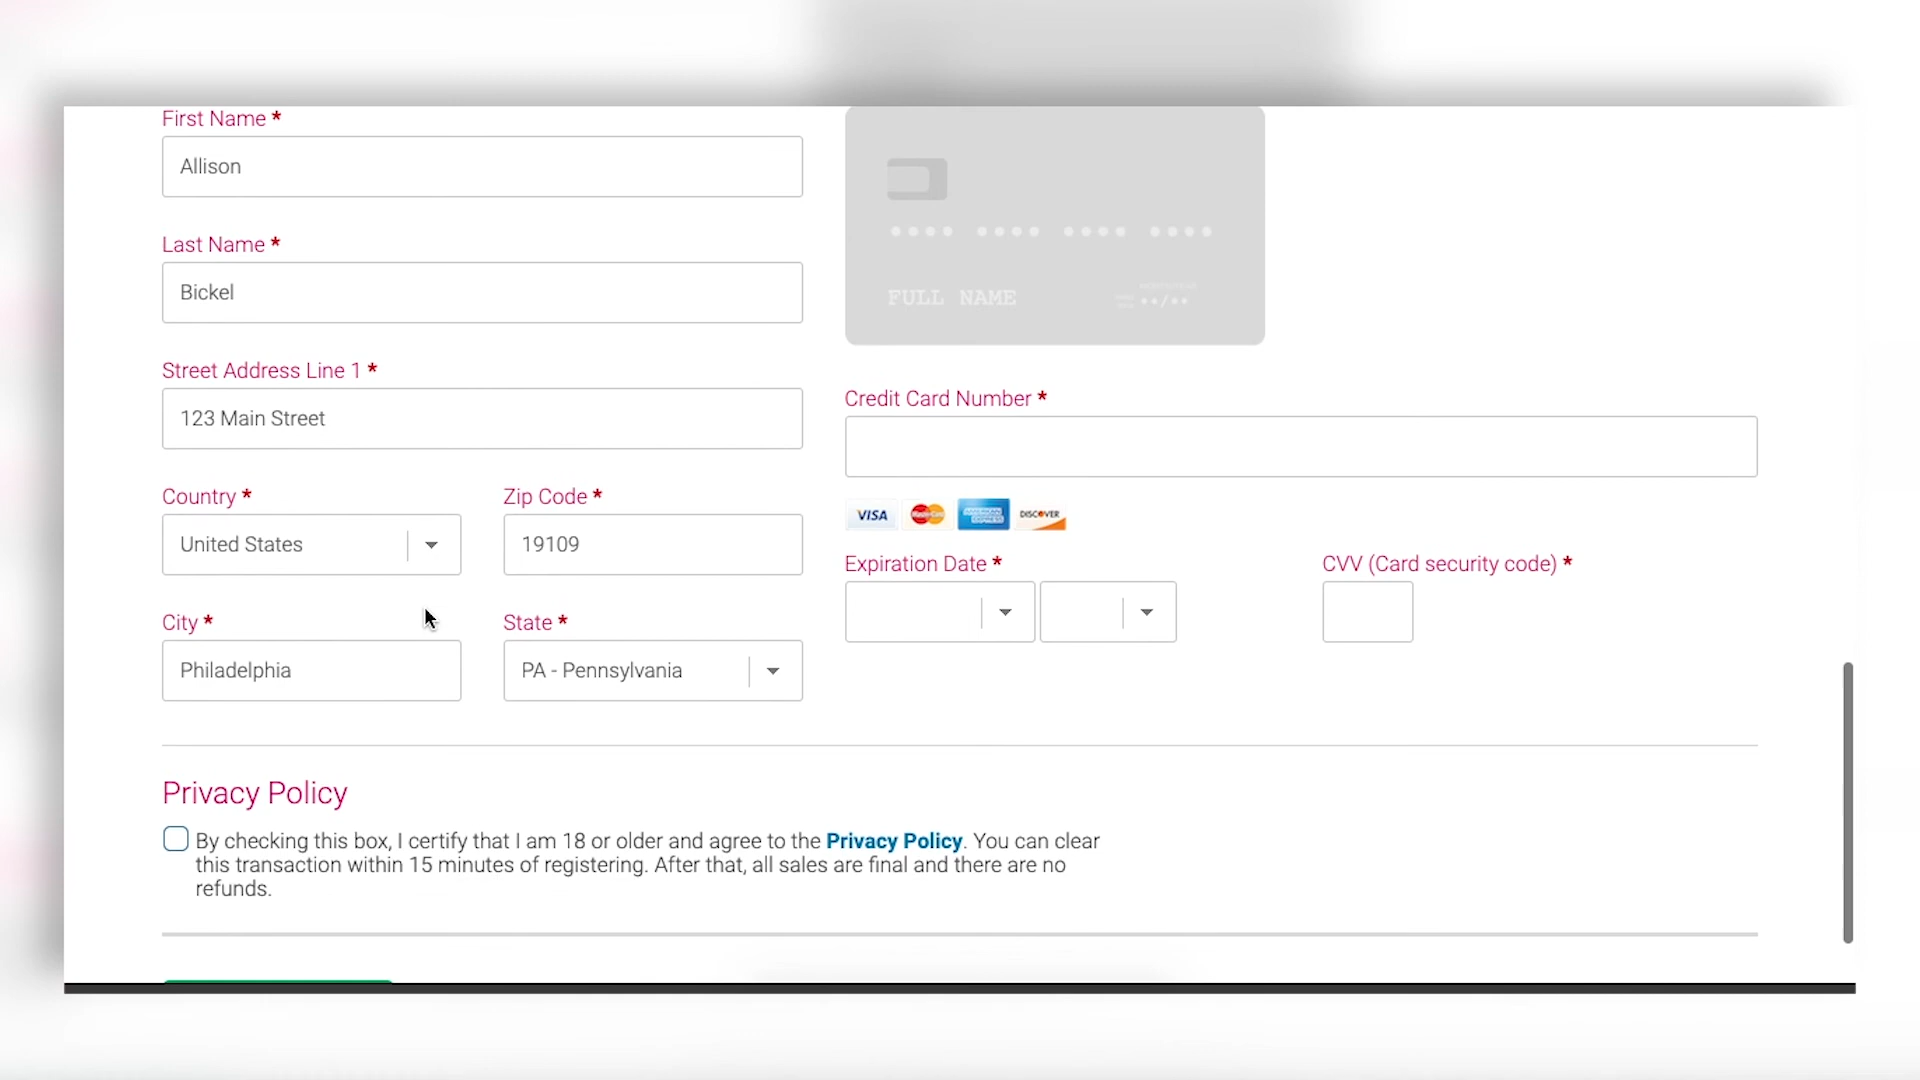 First Name *
Allison
Last Name *
Bickel
Street Address Line 1 *
123 Main Street
Country *
United States
Zip Code *
19109
City *
Philadelphia
State *
PA - Pennsylvania
FULL NAME
••/••
Credit Card Number *
VISA
MasterCard
AMERICAN EXPRESS
DISCOVER
Expiration Date *
CVV (Card security code) *
Privacy Policy
By checking this box, I certify that I am 18 or older and agree to the Privacy Policy. You can clear
this transaction within 15 minutes of registering. After that, all sales are final and there are no
refunds.